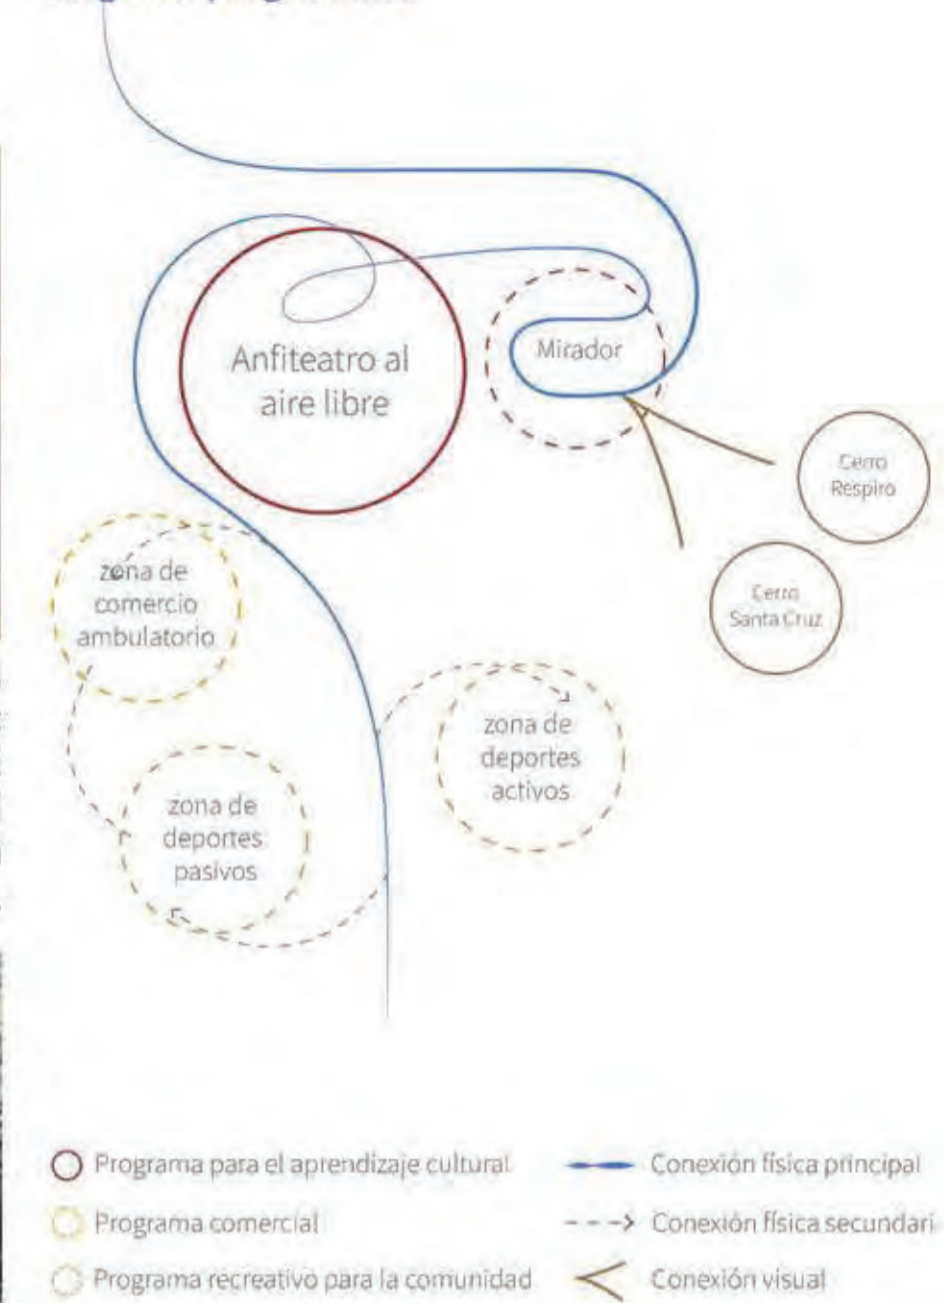 Anfiteatro al
aire libre
Mirador
Cerro
Respiro
Cerro
Santa Cruz
zona de
comercio
ambulatorio
zona de
deportes
activos
zona de
deportes
pasivos
Programa para el aprendizaje cultural
Conexión física principal
Programa comercial
Conexión física secundari
Programa recreativo para la comunidad
Conexión visual